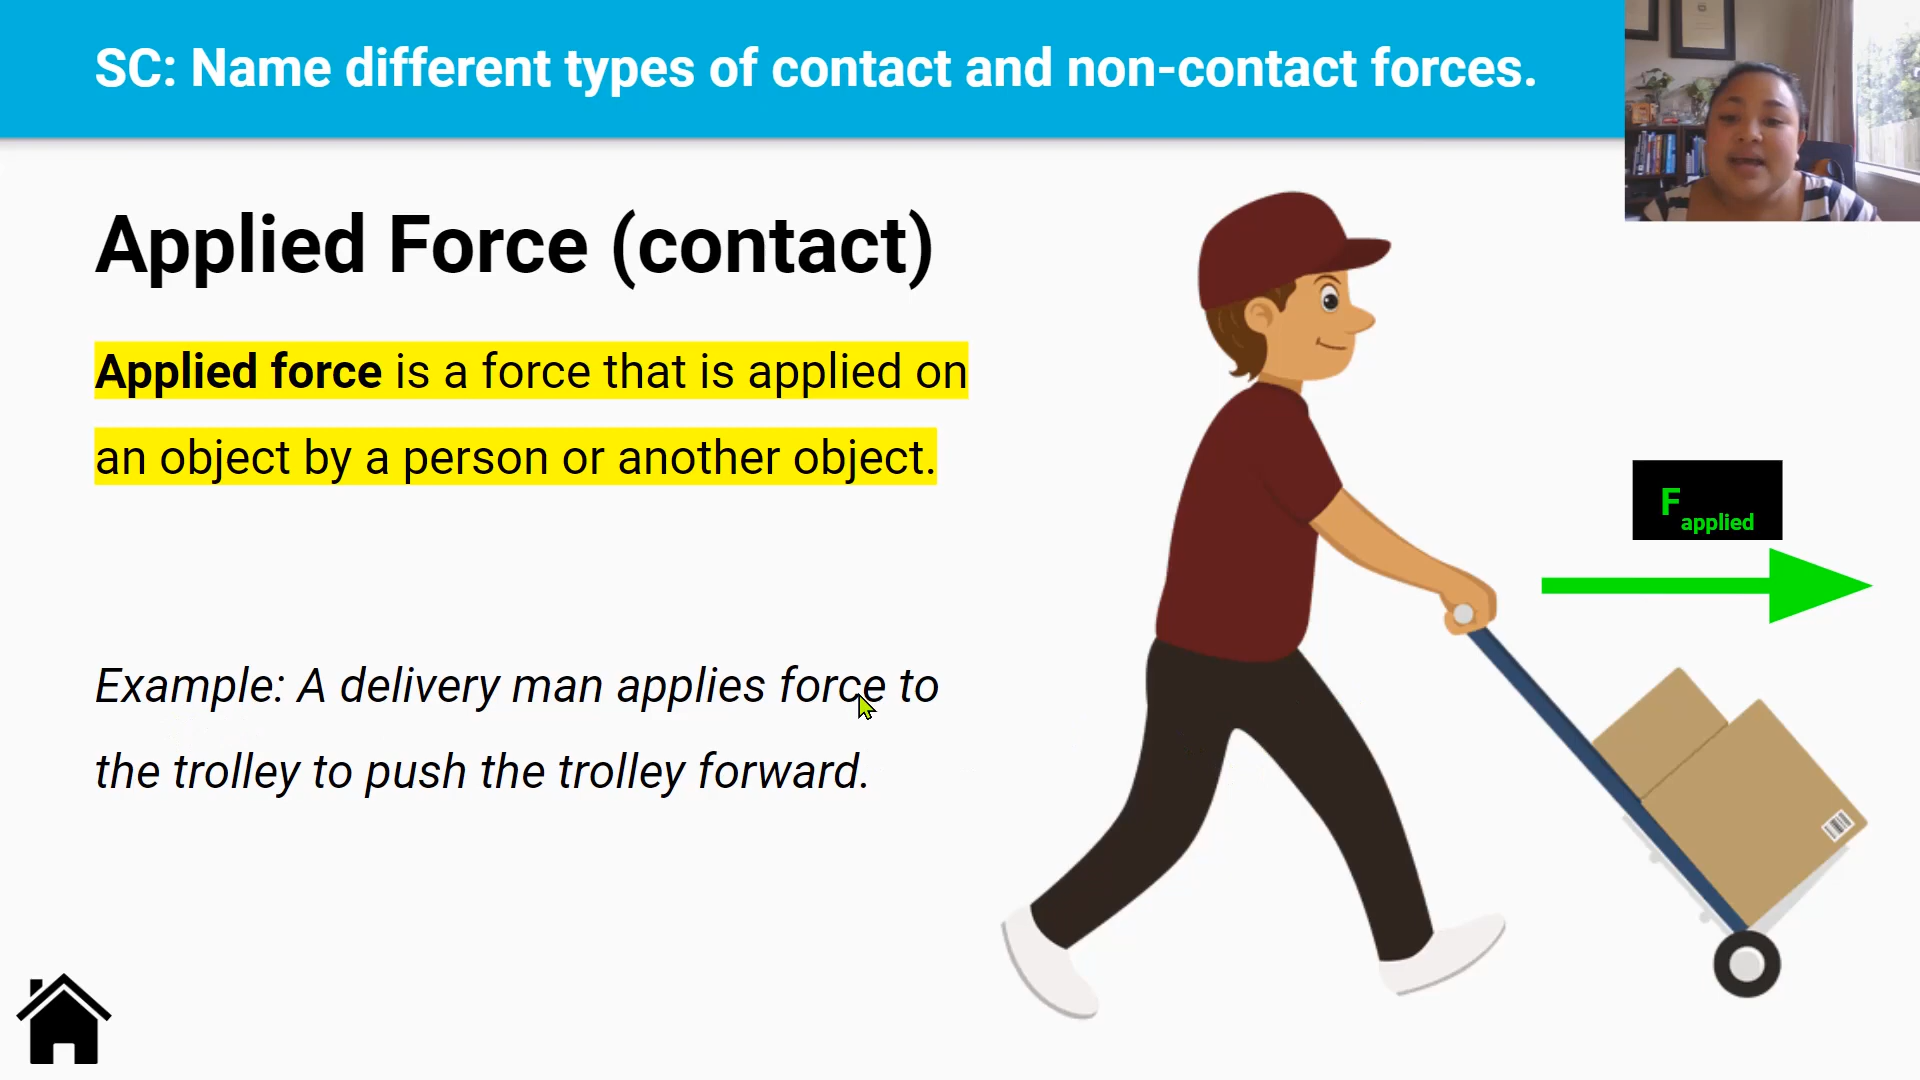 SC: Name different types of contact and non-contact forces.
Applied Force (contact)
Applied force is a force that is applied on
an object by a person or another object.
F applied
Example: A delivery man applies force to
the trolley to push the trolley forward.